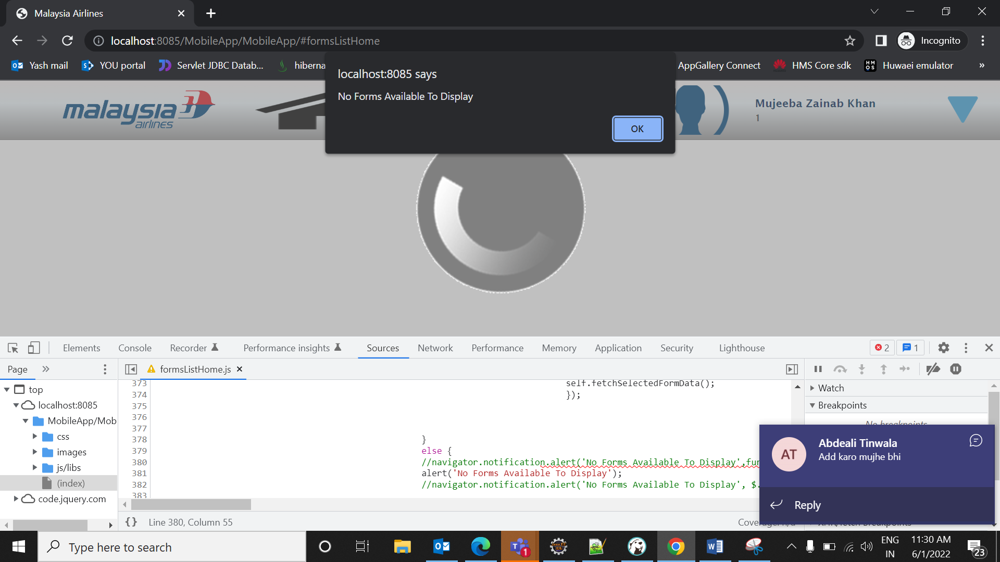 Malaysia Airlines
localhost:8085/MobileApp/MobileApp/#formsListHome
Incognito
Yash mail
YOU portal
Servlet JDBC Datab...
hiberna
AppGallery Connect
HMS Core sdk
HM
OS
Huwaei emulator
»
localhost:8085 says
No Forms Available To Display
OK
malaysia
airlines
Mujeeba Zainab Khan
1
Elements
Console
Recorder
Performance insights
Sources
Network
Performance
Memory
Application
Security
Lighthouse
2
1
Page
»
formsListHome.js
top
localhost:8085
MobileApp/Mob
css
images
js/libs
(index)
code.jquery.com
373 self.fetchSelectedFormData();
374 });
375
376
377
378 }
379 else {
380 //navigator.notification.alert('No Forms Available To Display',fun
381 alert('No Forms Available To Display');
382 //navigator.notification.alert('No Forms Available To Display', $.
383
{} Line 380, Column 55
Watch
Breakpoints
No breakpoints
AT
Abdeali Tinwala
Add karo mujhe bhi
Reply
Type here to search
1
Java EE
IDE
ENG
IN
11:30 AM
6/1/2022
23